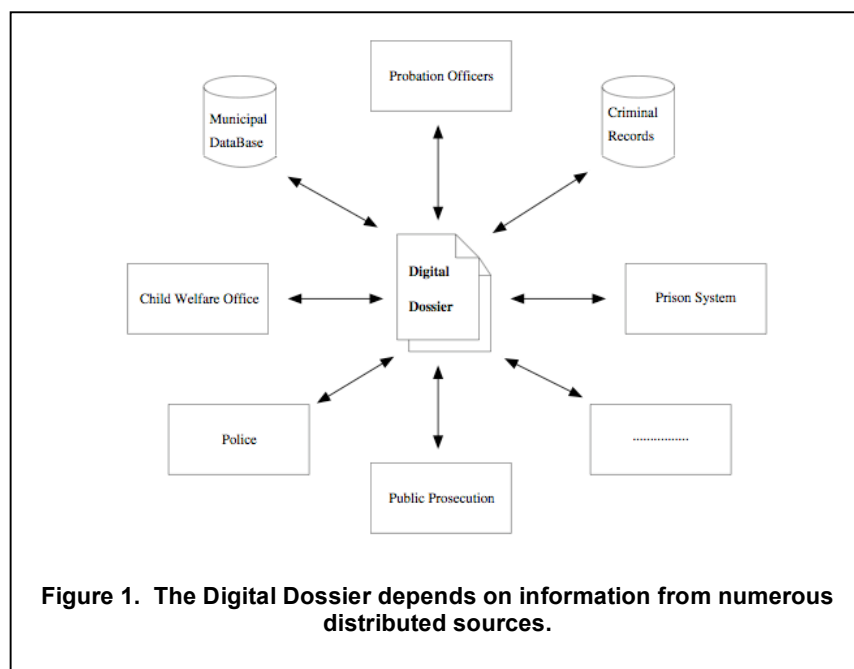 Probation Officers
Municipal
DataBase
Criminal
Records
Digital
Dossier
Child Welfare Office
Prison System
Police
................
Public Prosecution
Figure 1. The Digital Dossier depends on information from numerous
distributed sources.